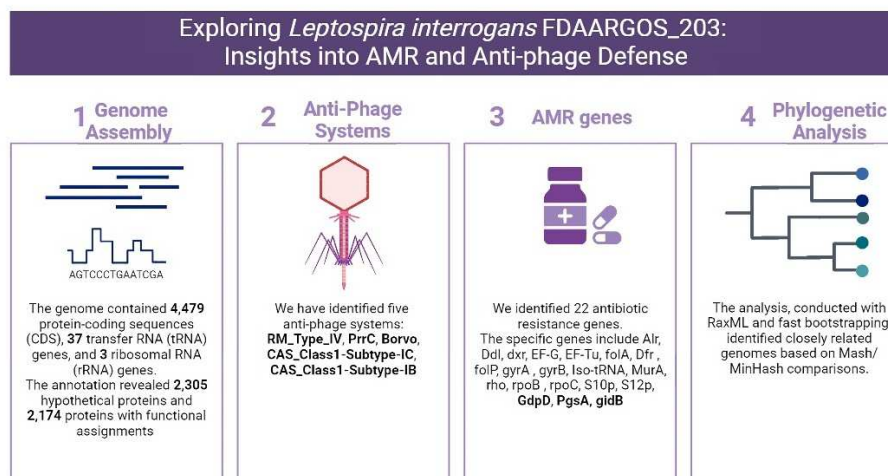 Exploring Leptospira interrogans FDAARGOS_203:
Insights into AMR and Anti-phage Defense
1 Genome
Assembly
AGTCCCTGAATCGA
The genome contained 4,479
protein-coding sequences
(CDS), 37 transfer RNA (tRNA)
genes, and 3 ribosomal RNA
(rRNA) genes.
The annotation revealed 2,305
hypothetical proteins and
2,174 proteins with functional
assignments
2 Anti-Phage
Systems
We have identified five
anti-phage systems:
RM_Type_IV, PrrC, Borvo,
CAS_Class1-Subtype-IC,
CAS_Class1-Subtype-IB
3 AMR genes
We identified 22 antibiotic
resistance genes.
The specific genes include Alr,
Ddl, dxr, EF-G, EF-Tu, folA, Dfr ,
folP, gyrA , gyrB, Iso-tRNA, MurA,
rho, rpoB , rpoC, S10p, S12p,
GdpD, PgsA, gidB
4 Phylogenetic
Analysis
The analysis, conducted with
RaxML and fast bootstrapping,
identified closely related
genomes based on Mash/
MinHash comparisons.